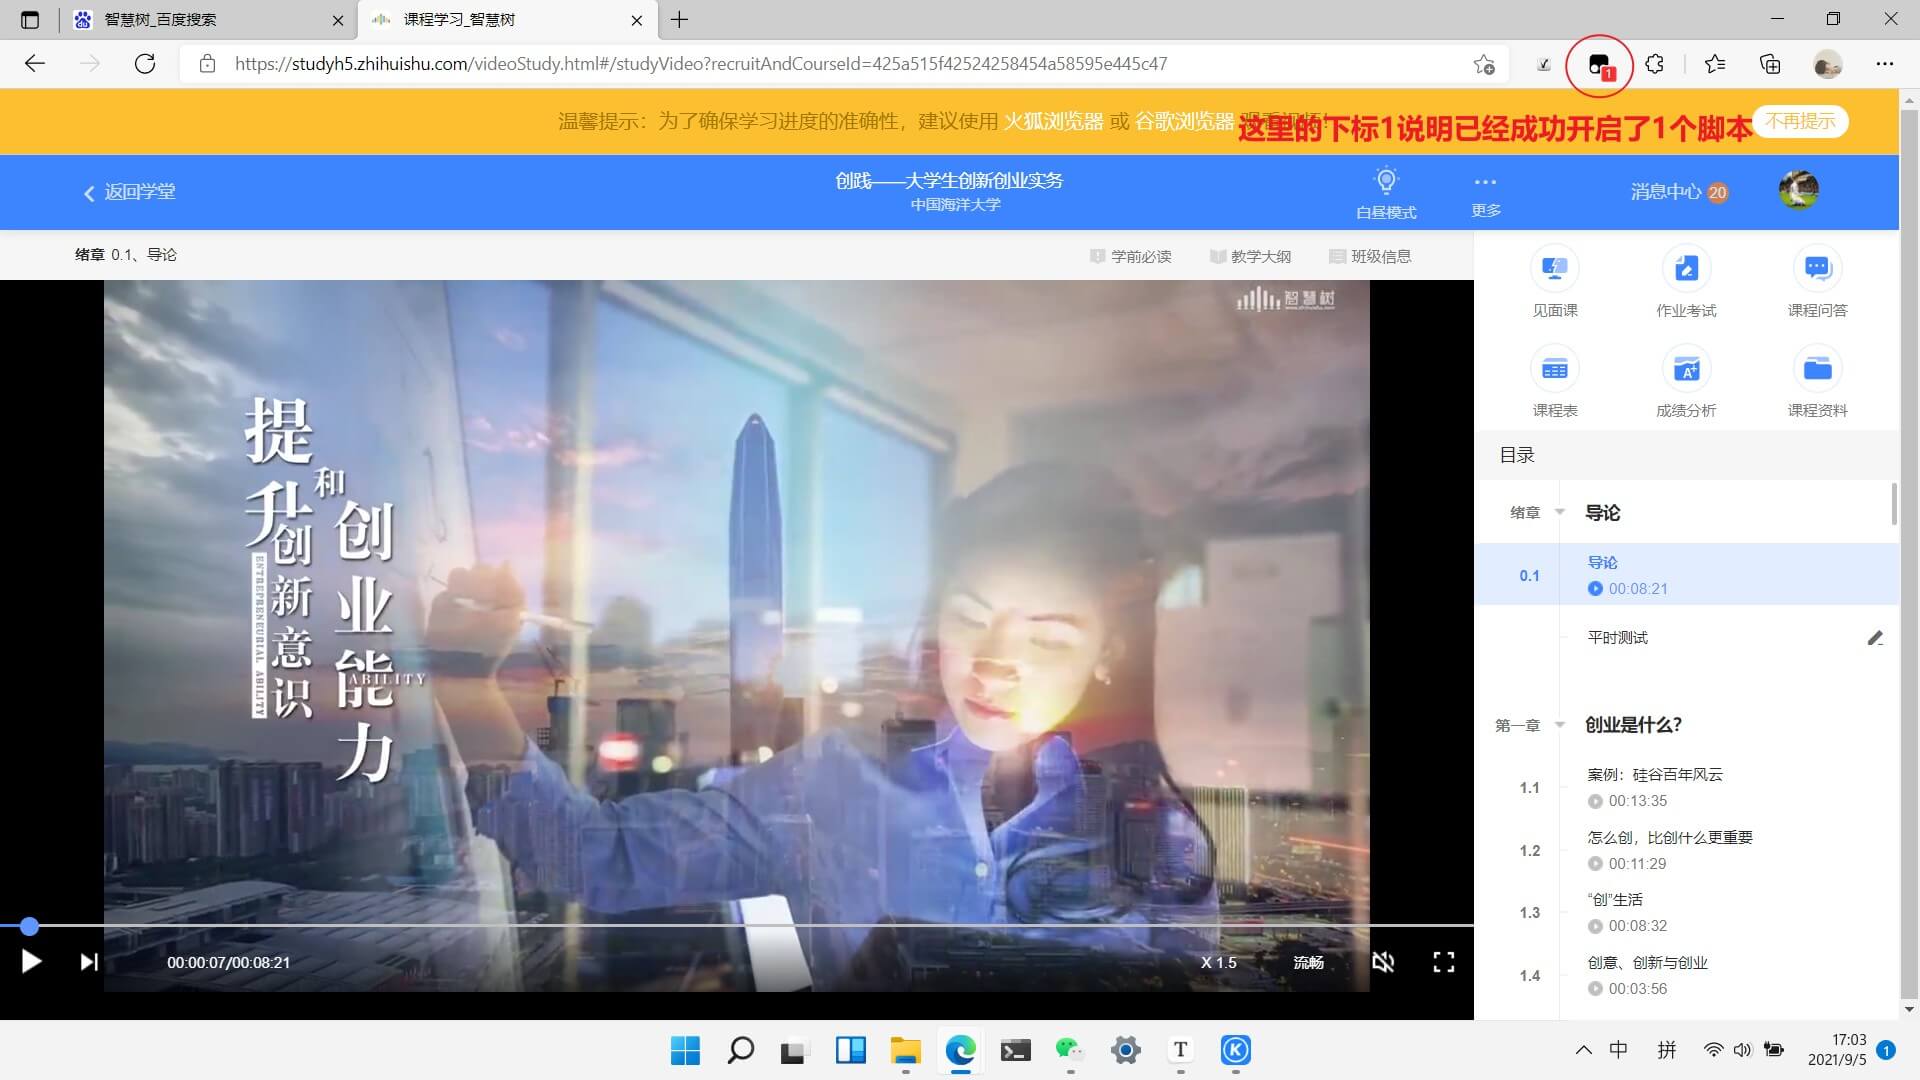 智慧树_百度搜索
课程学习_智慧树
https://studyh5.zhihuishu.com/videoStudy.html#/studyVideo?recruitAndCourseId=425a515f42524258454a58595e445c47
1
温馨提示：为了确保学习进度的准确性，建议使用 火狐浏览器 或 谷歌浏览器
这里的下标1说明已经成功开启了1个脚本
不再提示
返回学堂
创践——大学生创新创业实务
中国海洋大学
白昼模式
更多
消息中心 20
绪章 0.1、导论
学前必读
教学大纲
班级信息
智慧树
提升
和
创新意识
创业能力
ENTREPRENEURIAL ABILITY
ABILITY
00:00:07/00:08:21
X 1.5
流畅
见面课
作业考试
课程问答
课程表
成绩分析
课程资料
目录
绪章
导论
0.1
导论
00:08:21
平时测试
第一章
创业是什么?
1.1
案例：硅谷百年风云
00:13:35
1.2
怎么创，比创什么更重要
00:11:29
1.3
“创”生活
00:08:32
1.4
创意、创新与创业
00:03:56
中
拼
17:03
2021/9/5
1